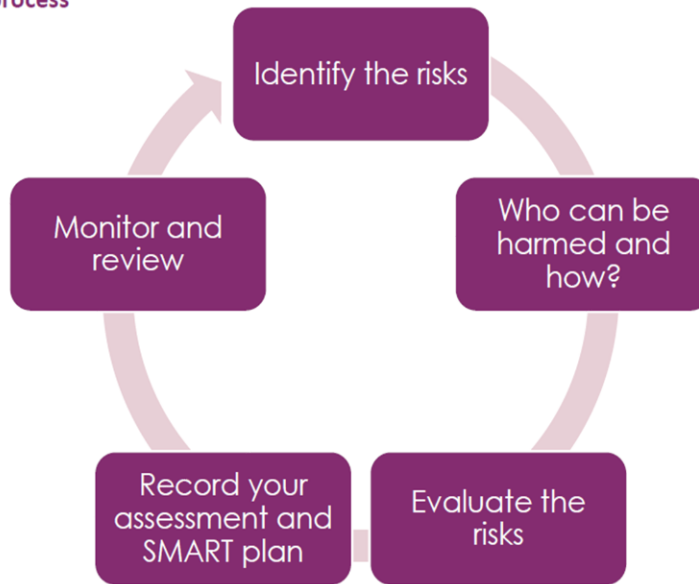 process
Identify the risks
Who can be
harmed and
how?
Evaluate the
risks
Record your
assessment and
SMART plan
Monitor and
review